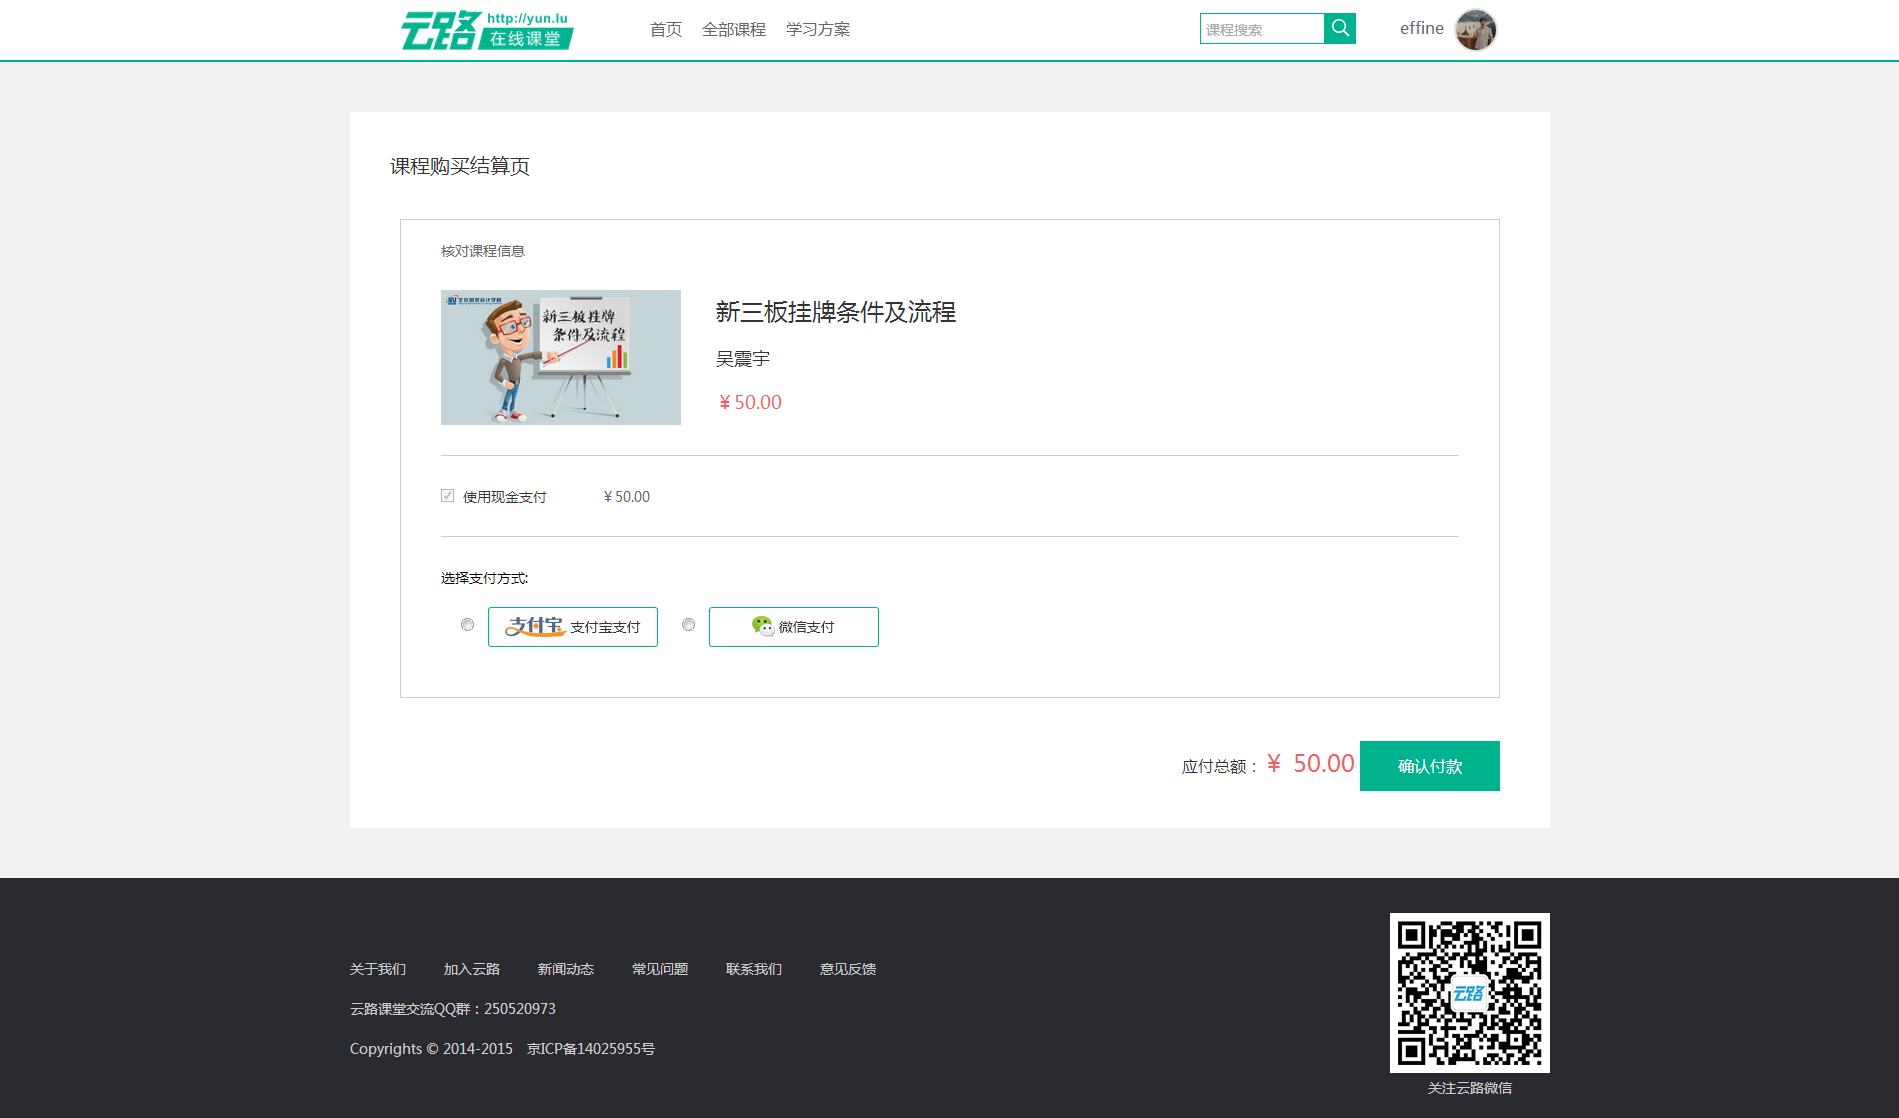 云路 http://yun.lu
在线课堂
首页 全部课程 学习方案
课程搜索
effine
课程购买结算页
核对课程信息
北京国家会计学院
新三板挂牌
条件及流程
新三板挂牌条件及流程
吴震宇
¥50.00
使用现金支付 ¥50.00
选择支付方式:
支付宝 支付宝支付
微信支付
应付总额： ¥ 50.00
确认付款
关于我们 加入云路 新闻动态 常见问题 联系我们 意见反馈
云路课堂交流QQ群：250520973
Copyrights © 2014-2015 京ICP备14025955号
云路
关注云路微信